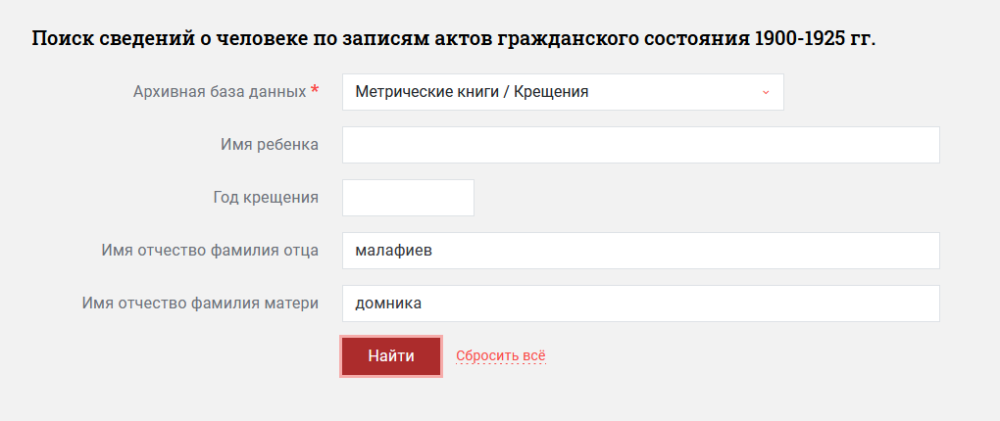 Поиск сведений о человеке по записям актов гражданского состояния 1900-1925 гг.
Архивная база данных * Метрические книги / Крещения
Имя ребенка
Год крещения
Имя отчество фамилия отца малафиев
Имя отчество фамилия матери домника
Найти Сбросить всё